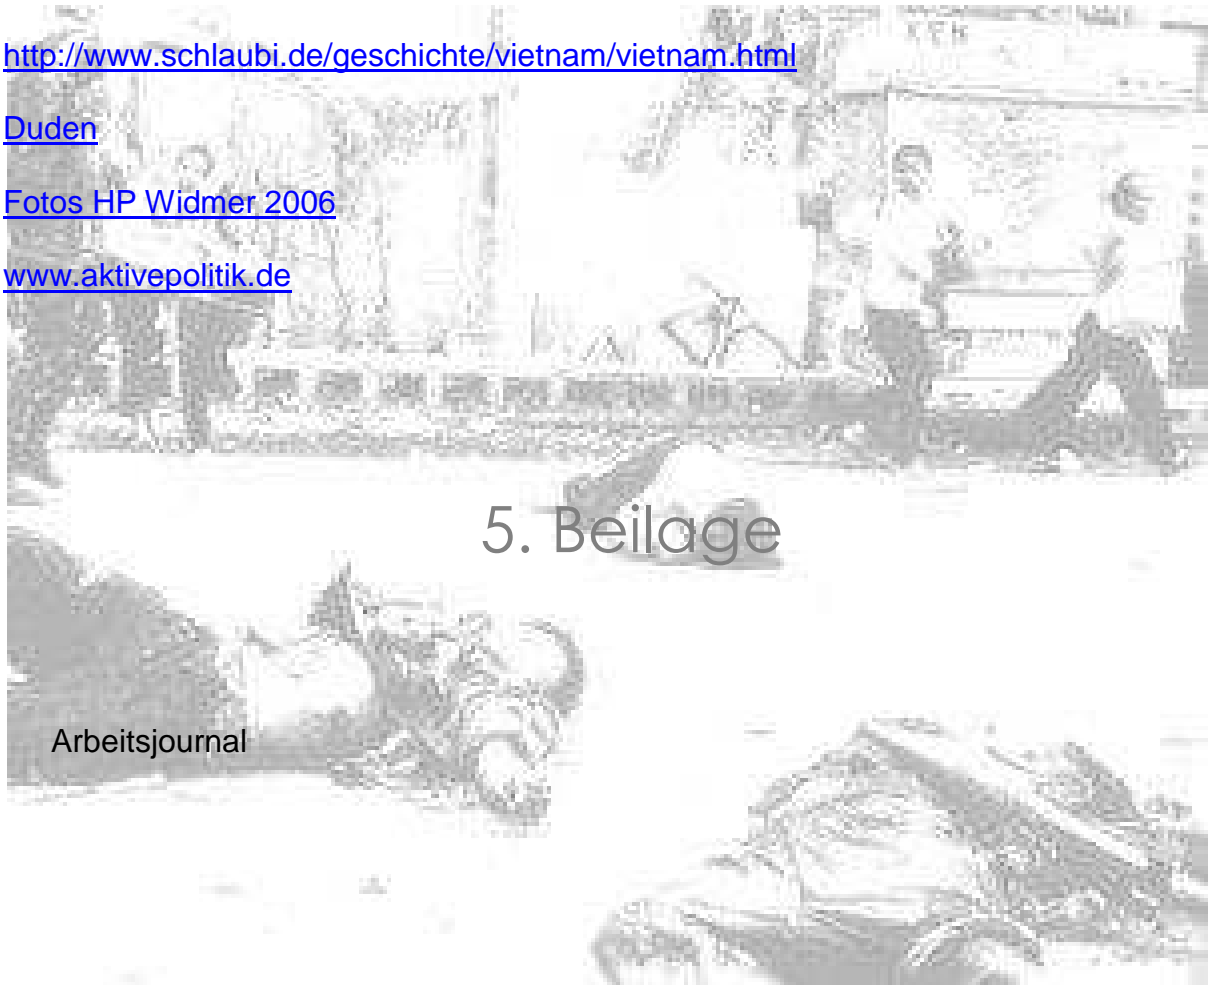 http://www.schlaubi.de/geschichte/vietnam/vietnam.html
Duden
Fotos HP Widmer 2006
www.aktivepolitik.de
5. Beilage
Arbeitsjournal